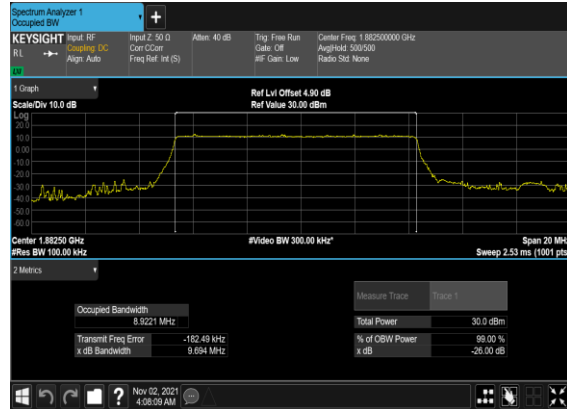 Spectrum Analyzer 1
Occupied BW
KEYSIGHT
RL
Input: RF
Coupling: DC
Align: Auto
Input Z: 50 Ω
Corr CCorr
Freq Ref: Int (S)
Atten: 40 dB
Trig: Free Run
Gate: Off
#IF Gain: Low
Center Freq: 1.882500000 GHz
Avg|Hold: 500/500
Radio Std: None
1 Graph
Scale/Div 10.0 dB
Ref Lvl Offset 4.90 dB
Ref Value 30.00 dBm
Log
20.0
10.0
0.00
-10.0
-20.0
-30.0
-40.0
-50.0
-60.0
Center 1.88250 GHz
#Res BW 100.00 kHz
#Video BW 300.00 kHz*
Span 20 MHz
Sweep 2.53 ms (1001 pts
2 Metrics
Measure Trace
Trace 1
Occupied Bandwidth
8.9221 MHz
Total Power
30.0 dBm
Transmit Freq Error
-182.49 kHz
% of OBW Power
99.00 %
x dB Bandwidth
9.694 MHz
x dB
-26.00 dB
?
Nov 02, 2021
4:08:09 AM